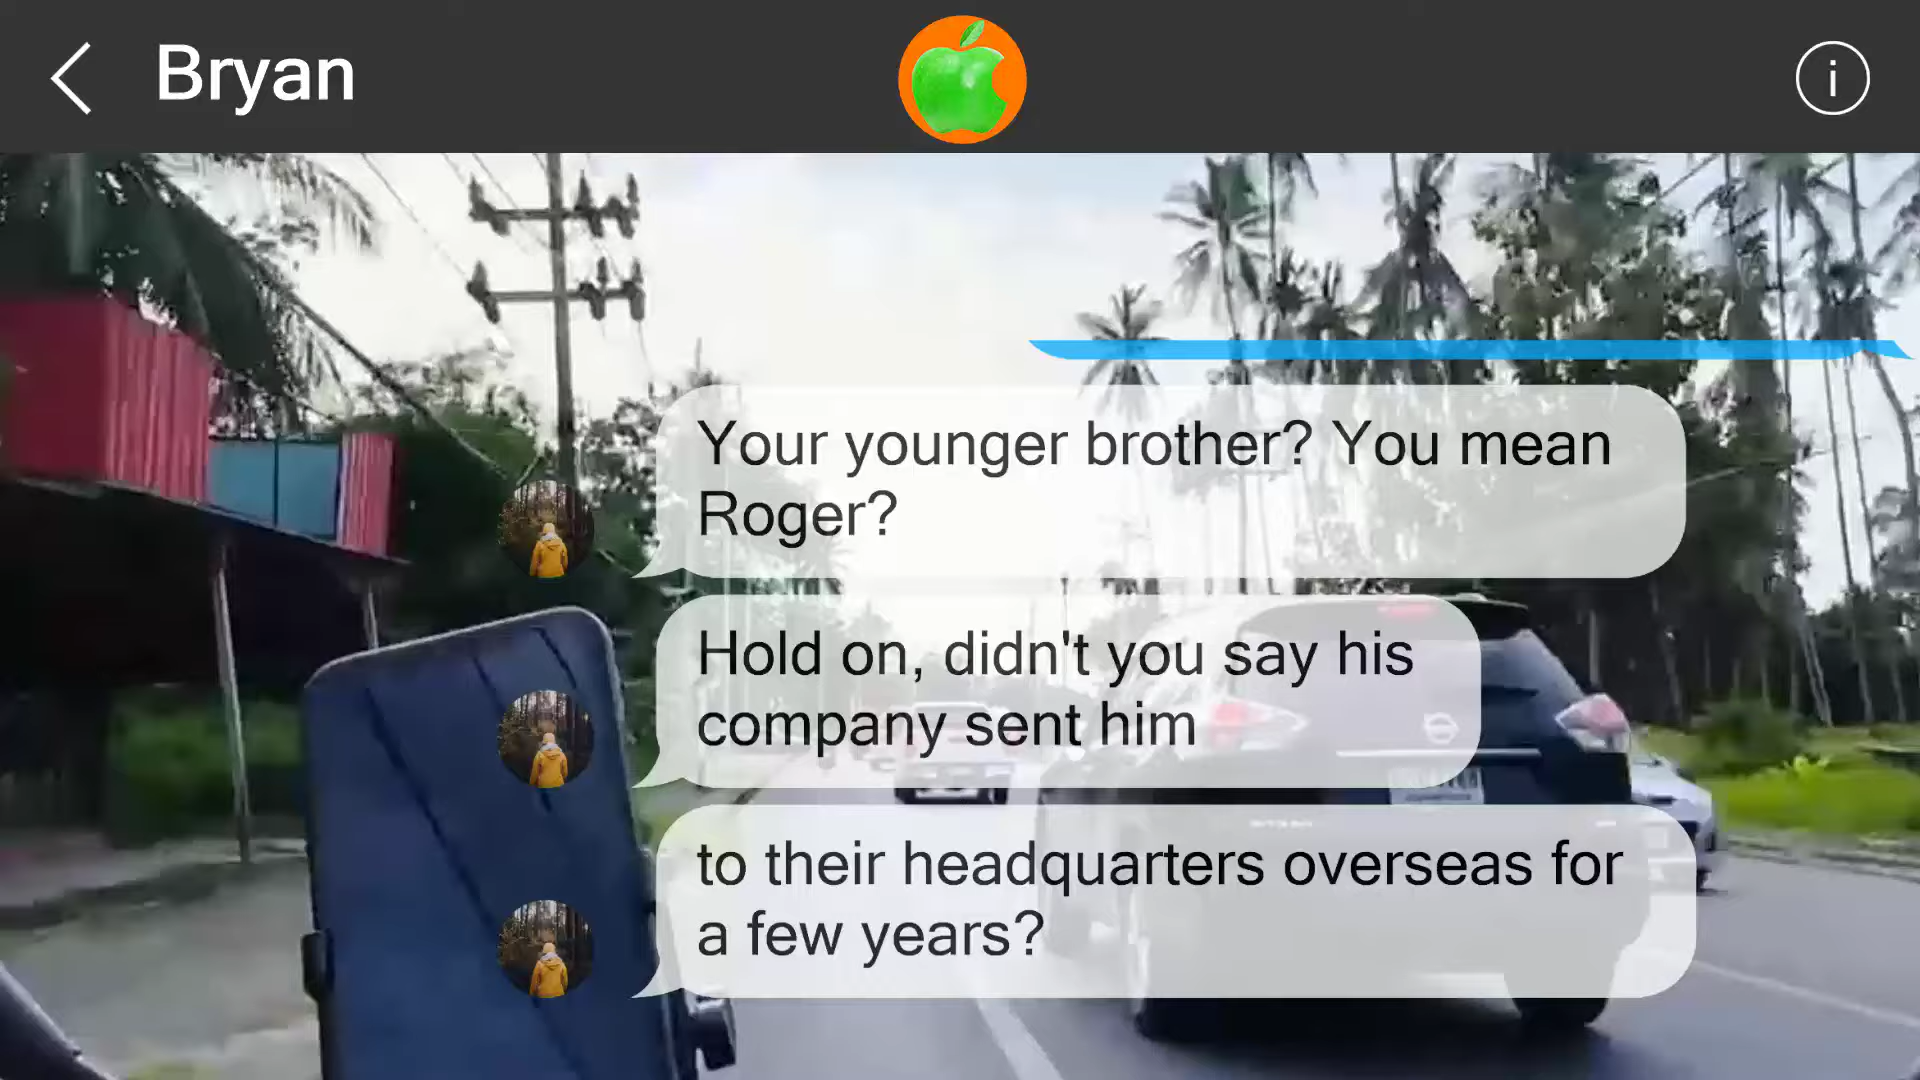 Bryan
Your younger brother? You mean
Roger?
Hold on, didn't you say his
company sent him
to their headquarters overseas for
a few years?